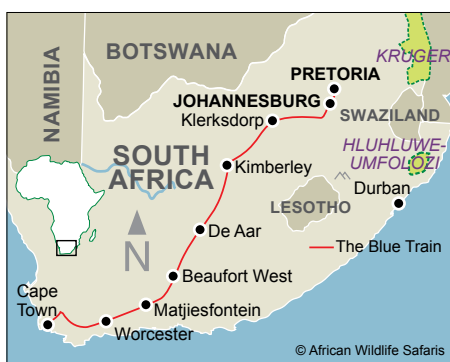 BOTSWANA
NAMIBIA
KRUGER
PRETORIA
JOHANNESBURG
Klerksdorp
SWAZILAND
HLUHLUWE-
UMFOLOZI
SOUTH
AFRICA
Kimberley
Durban
LESOTHO
N
De Aar
The Blue Train
Beaufort West
Cape
Town
Matjiesfontein
Worcester
© African Wildlife Safaris